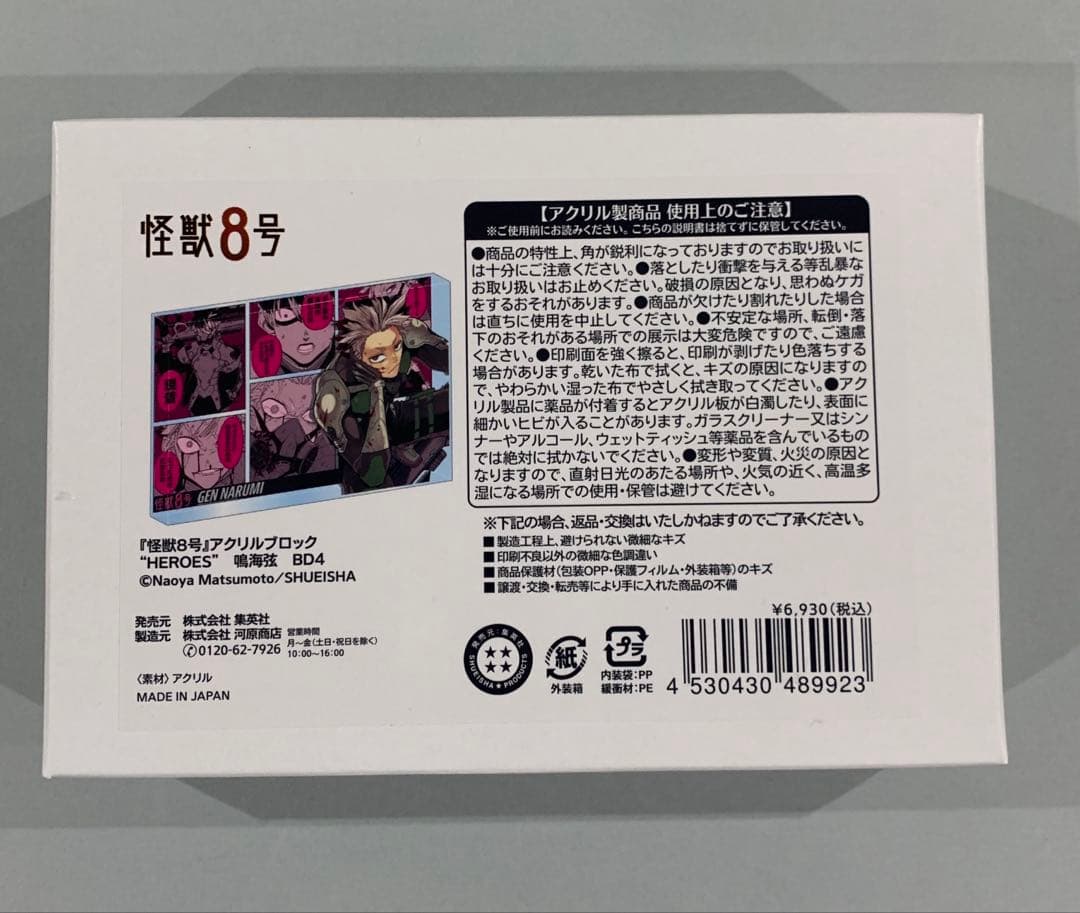 怪獣8号
復讐
怪獣8号 GEN NARUMI
『怪獣8号』アクリルブロック
“HEROES” 鳴海弦 BD4
©Naoya Matsumoto／SHUEISHA
発売元 株式会社 集英社
製造元 株式会社 河原商店
0120-62-7926
営業時間
月〜金（土日・祝日を除く）
10:00〜16:00
〈素材〉アクリル
MADE IN JAPAN
【アクリル製商品 使用上のご注意】
※ご使用前にお読みください。こちらの説明書は捨てずに保管してください。
●商品の特性上、角が鋭利になっておりますのでお取り扱いに
は十分にご注意ください。●落としたり衝撃を与える等乱暴な
お取り扱いはお止めください。破損の原因となり、思わぬケガ
をするおそれがあります。●商品が欠けたり割れたりした場合
は直ちに使用を中止してください。●不安定な場所、転倒・落
下のおそれがある場所での展示は大変危険ですので、ご遠慮
ください。●印刷面を強く擦ると、印刷が剥げたり色落ちする
場合があります。乾いた布で拭くと、キズの原因になりますの
で、やわらかい湿った布でやさしく拭き取ってください。●アク
リル製品に薬品が付着するとアクリル板が白濁したり、表面に
細かいヒビが入ることがあります。ガラスクリーナー又はシン
ナーやアルコール、ウェットティッシュ等薬品を含んでいるもの
では絶対に拭かないでください。●変形や変質、火災の原因と
なりますので、直射日光のあたる場所や、火気の近く、高温多
湿になる場所での使用・保管は避けてください。
※下記の場合、返品・交換はいたしかねますのでご了承ください。
■製造工程上、避けられない微細なキズ
■印刷不良以外の微細な色調違い
■商品保護材（包装OPP・保護フィルム・外装箱等）のキズ
■譲渡・交換・転売等により手に入れた商品の不備
¥6,930（税込）
発売元：集英社
SHUEISHA★PRODUCTS
紙
外装箱
プラ
内装袋：PP
緩衝材：PE
4 530430 489923